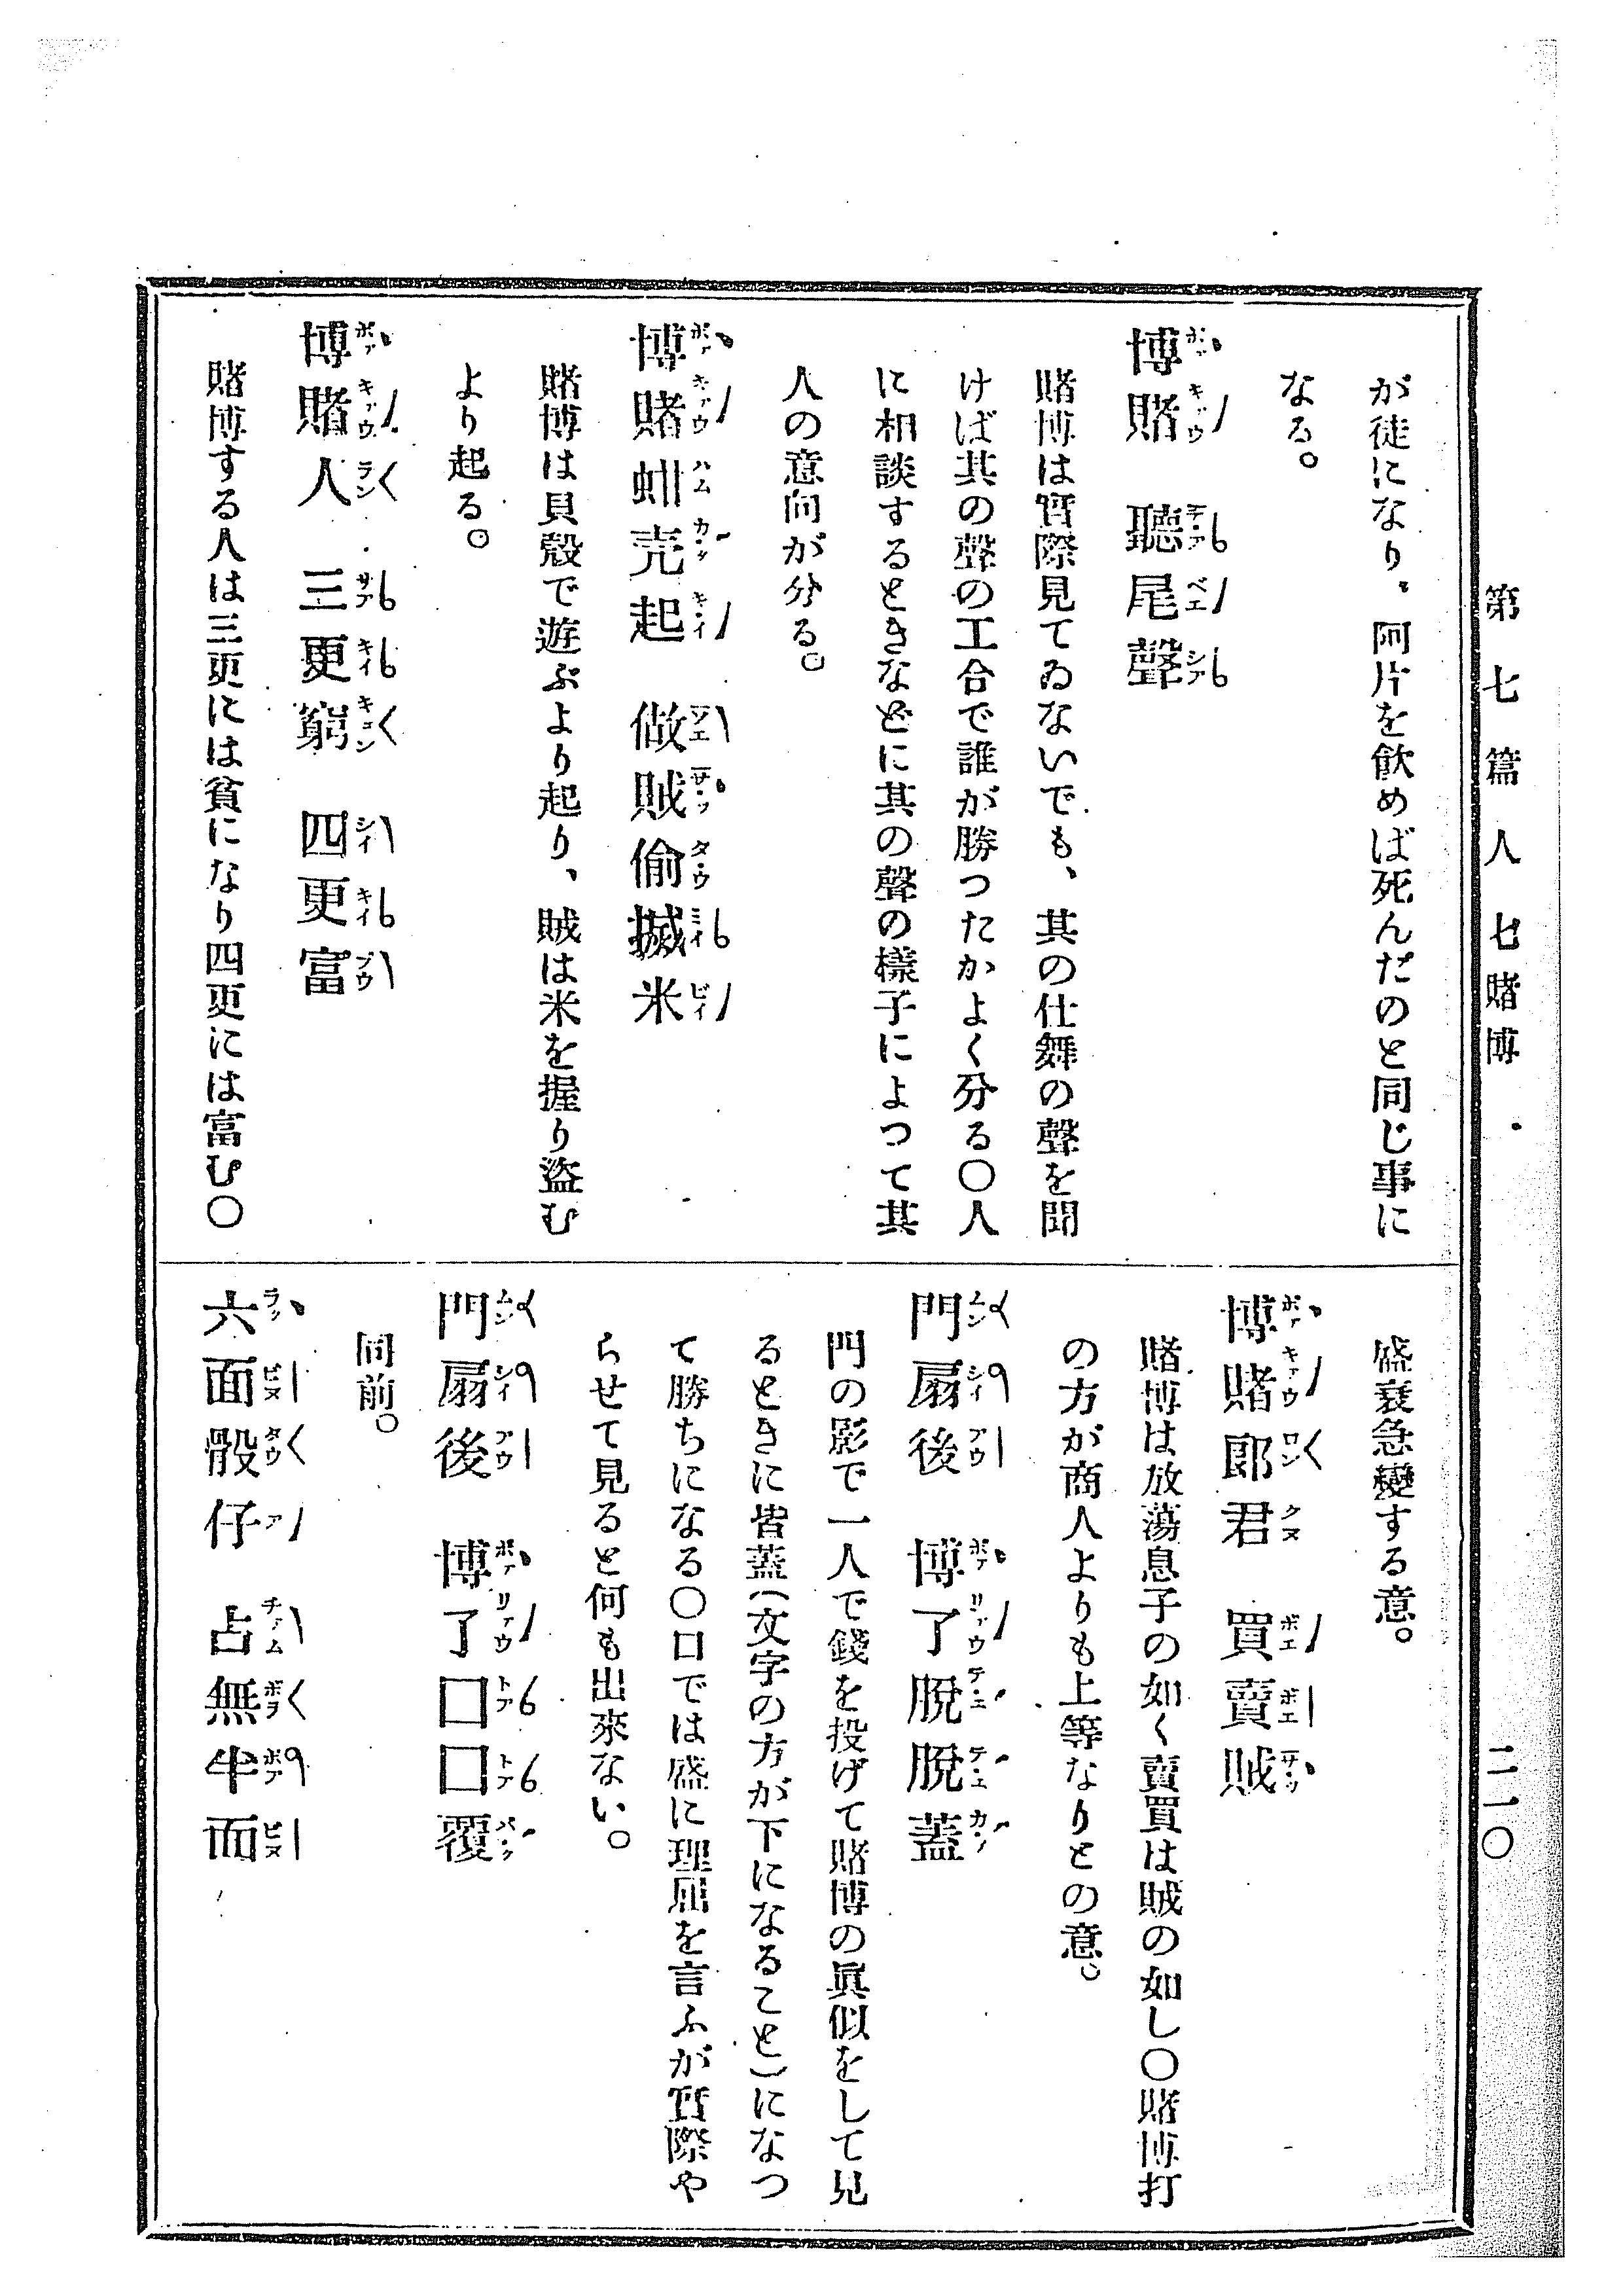 第七篇 人 七 賭博
二一〇
が徒になり、阿片を飲めば死んだのと同じ事に
なる。
博賭 聽尾聲
賭博は實際見てゐないでも、其の仕舞の聲を聞
けば其の聲の工合で誰が勝つたかよく分る〇人
に相談するときなどに其の聲の樣子によつて其
人の意向が分る。
博賭蚶壳起 做賊偷搣米
賭博は貝殼で遊ぶより起り、賊は米を握り盜む
より起る。
博賭人 三更窮 四更富
賭博する人は三更には貧になり四更には富む〇
盛衰急變する意。
博賭郎君 買賣賊
賭博は放蕩息子の如く賣買は賊の如し〇賭博打
の方が商人よりも上等なりとの意。
門扇後 博了脫脫蓋
門の影で一人で錢を投げて賭博の眞似をして見
るときに皆蓋(文字の方が下になること)になつ
て勝ちになる〇口では盛に理屈を言ふが實際や
らせて見ると何も出來ない。
門扇後 博了囗囗覆
同前。
六面骰仔 占無半面